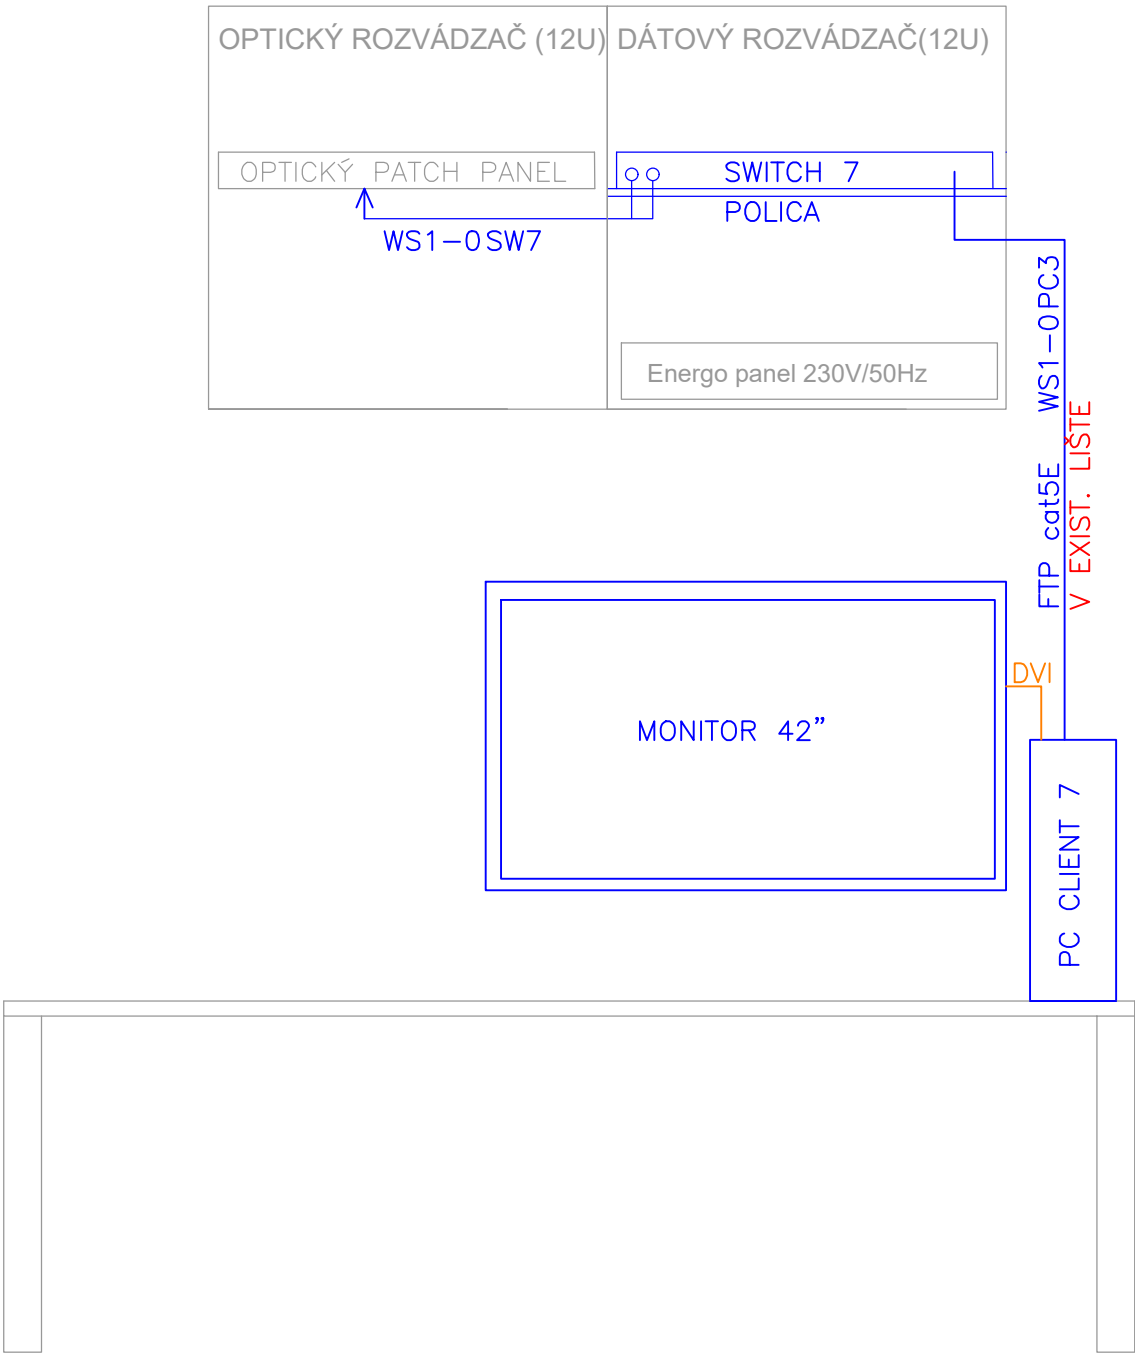 OPTICKÝ ROZVÁDZAČ (12U)
DÁTOVÝ ROZVÁDZAČ(12U)
OPTICKÝ PATCH PANEL
SWITCH 7
POLICA
WS1-0SW7
Energo panel 230V/50Hz
FTP cat5E WS1-0PC3
V EXIST. LIŠTE
DVI
MONITOR 42”
PC CLIENT 7